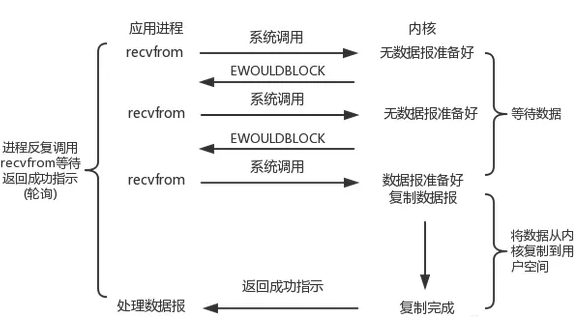 应用进程
内核
recvfrom
系统调用
无数据报准备好
EWOULDBLOCK
recvfrom
系统调用
无数据报准备好
等待数据
EWOULDBLOCK
进程反复调用
recvfrom等待
返回成功指示
(轮询)
recvfrom
系统调用
数据报准备好
复制数据报
将数据从内
核复制到用
户空间
返回成功指示
处理数据报
复制完成